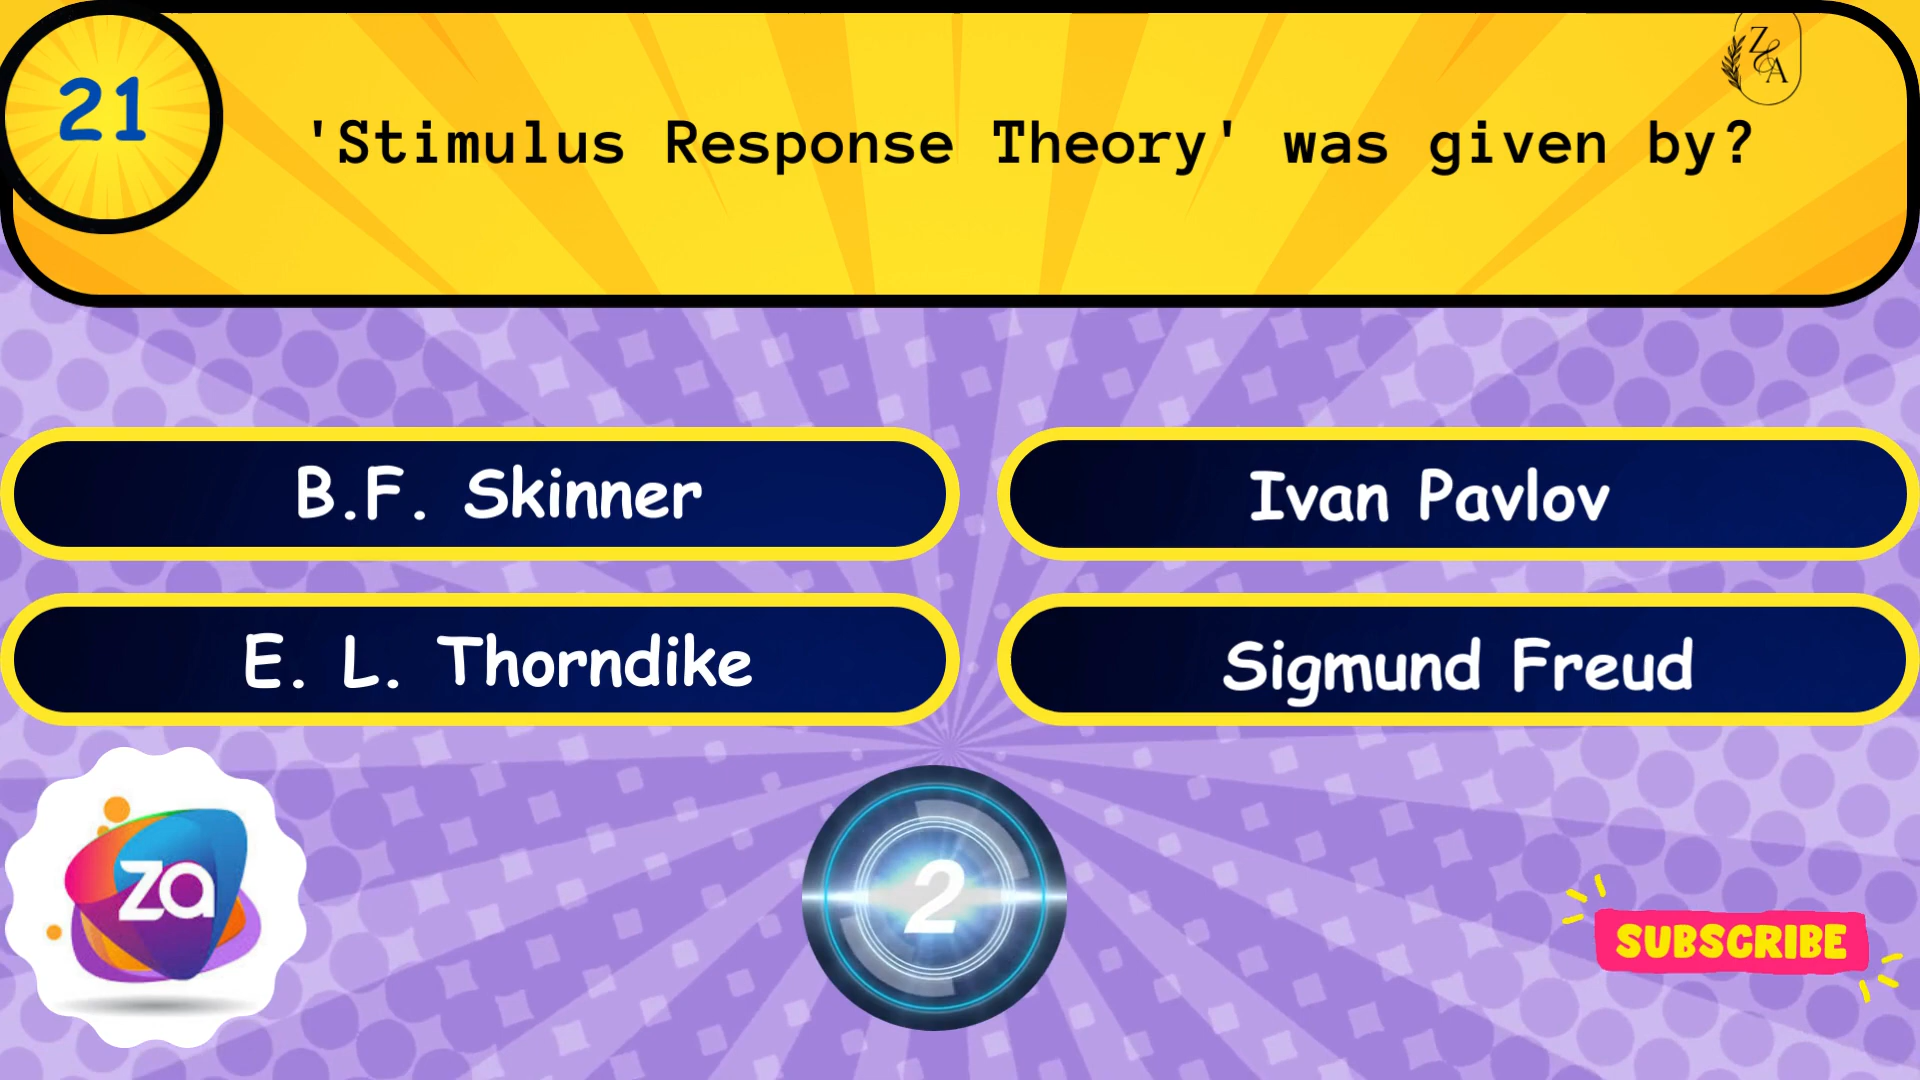 21
Z&A
'Stimulus Response Theory' was given by?
B.F. Skinner
Ivan Pavlov
E. L. Thorndike
Sigmund Freud
za
2
SUBSCRIBE